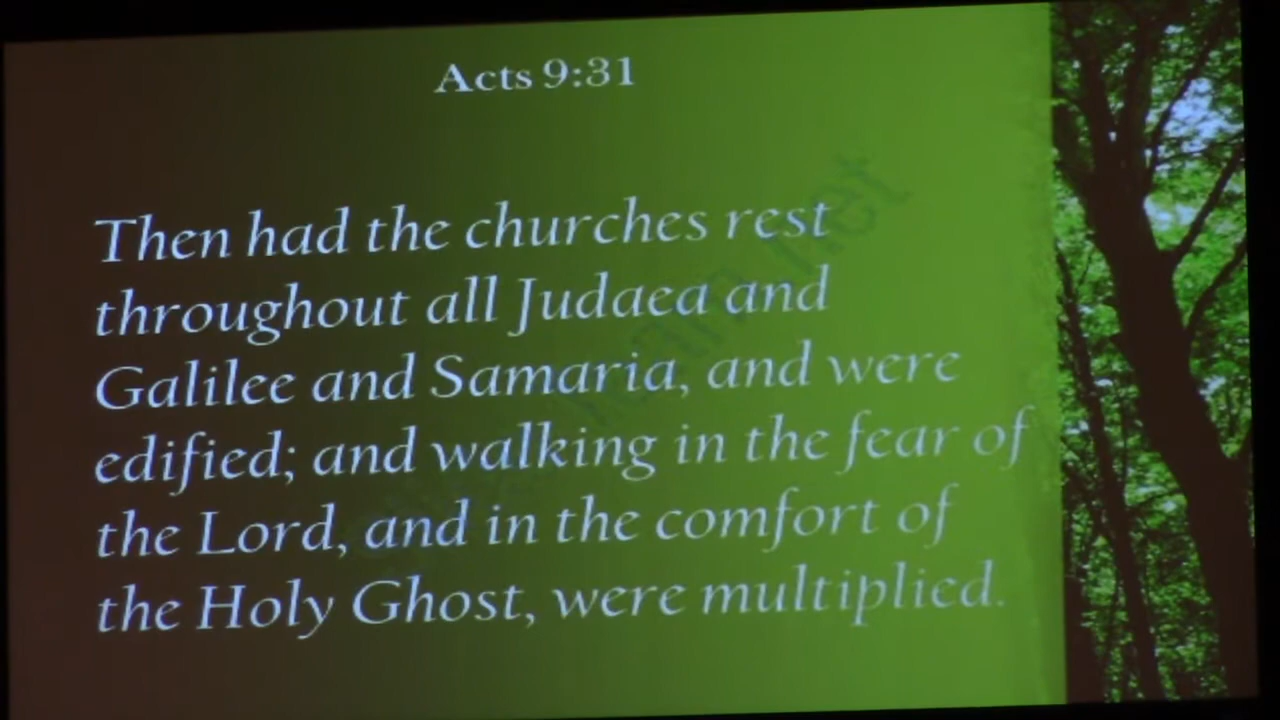 Acts 9:31
Then had the churches rest
throughout all Judaea and
Galilee and Samaria, and were
edified; and walking in the fear of
the Lord, and in the comfort of
the Holy Ghost, were multiplied.